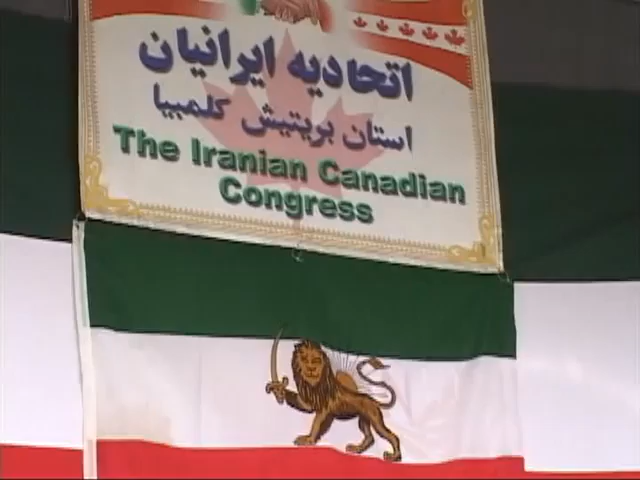 اتحادیه ایرانیان
استان بریتیش کلمبیا
The Iranian Canadian
Congress